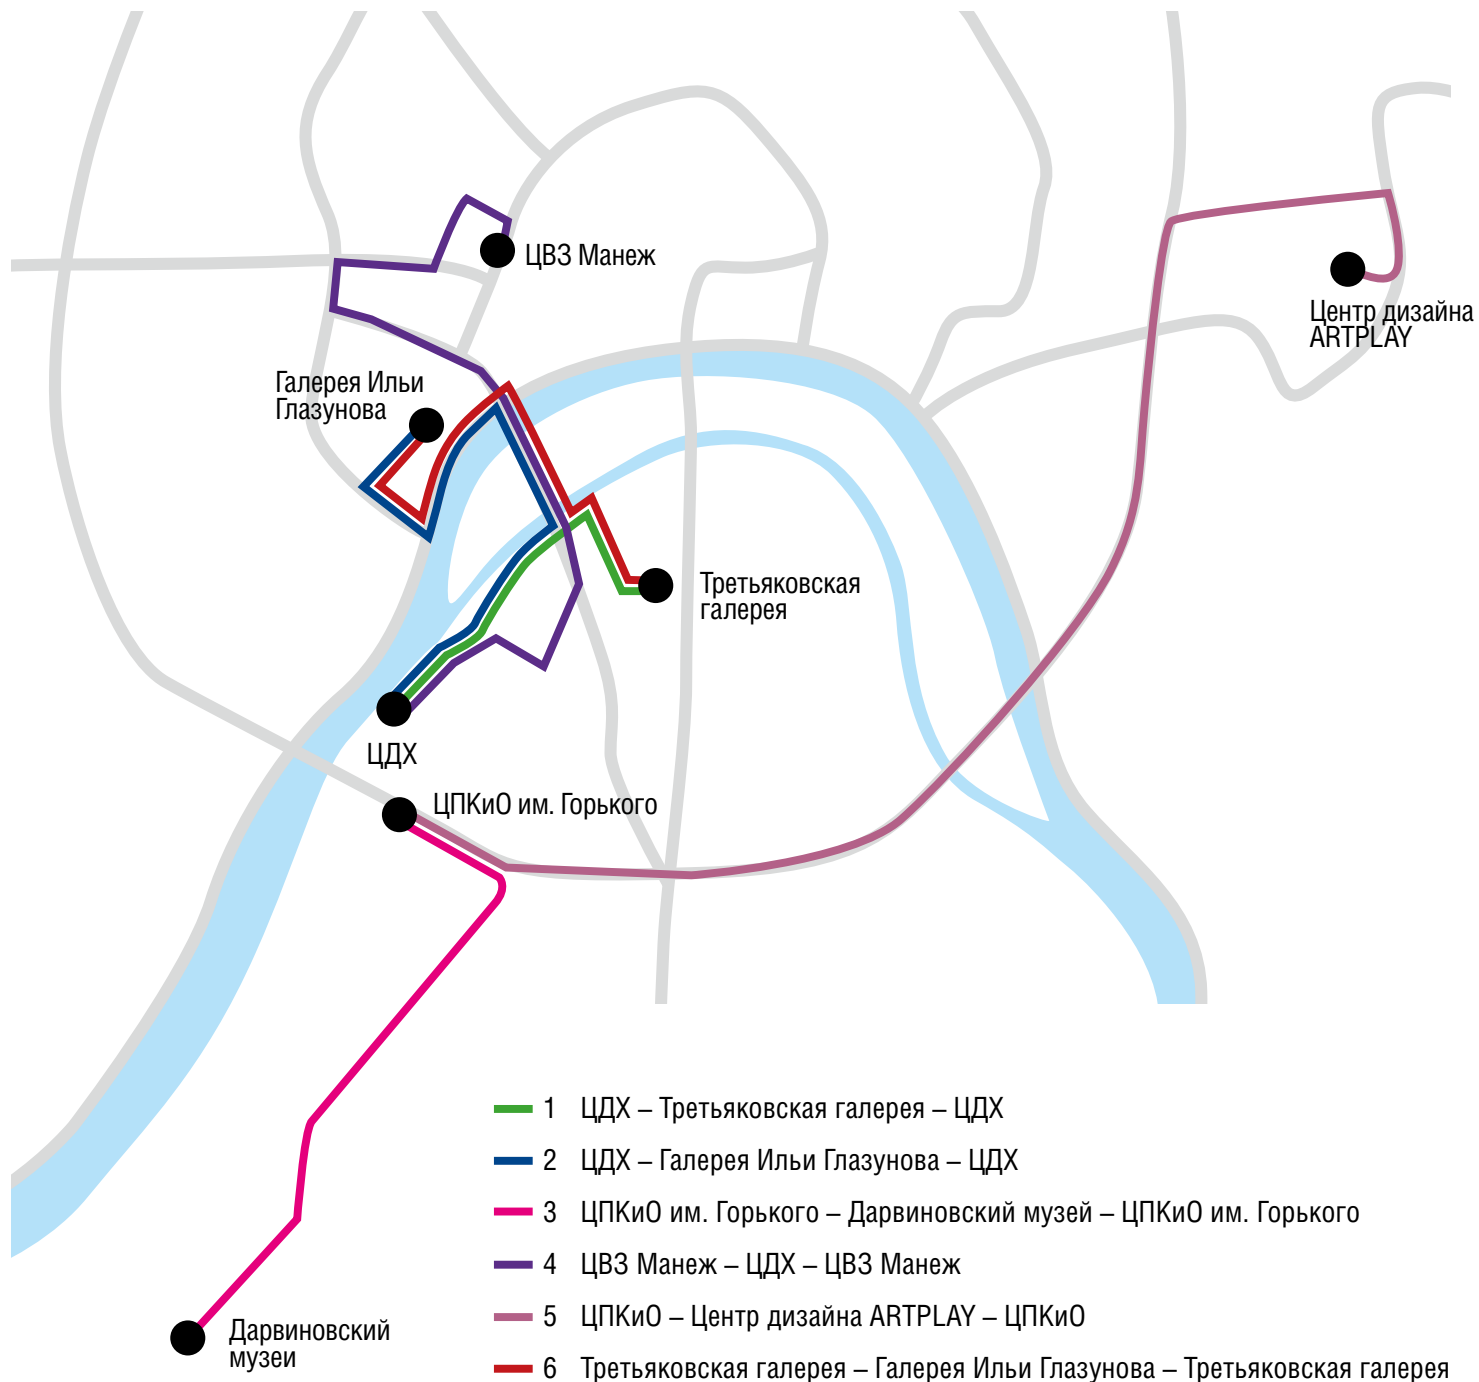 ЦВЗ Манеж
Центр дизайна
ARTPLAY
Галерея Ильи
Глазунова
Третьяковская
галерея
ЦДХ
ЦПКиО им. Горького
1 ЦДХ – Третьяковская галерея – ЦДХ
2 ЦДХ – Галерея Ильи Глазунова – ЦДХ
3 ЦПКиО им. Горького – Дарвиновский музей – ЦПКиО им. Горького
4 ЦВЗ Манеж – ЦДХ – ЦВЗ Манеж
5 ЦПКиО – Центр дизайна ARTPLAY – ЦПКиО
6 Третьяковская галерея – Галерея Ильи Глазунова – Третьяковская галерея
Дарвиновский
музеи